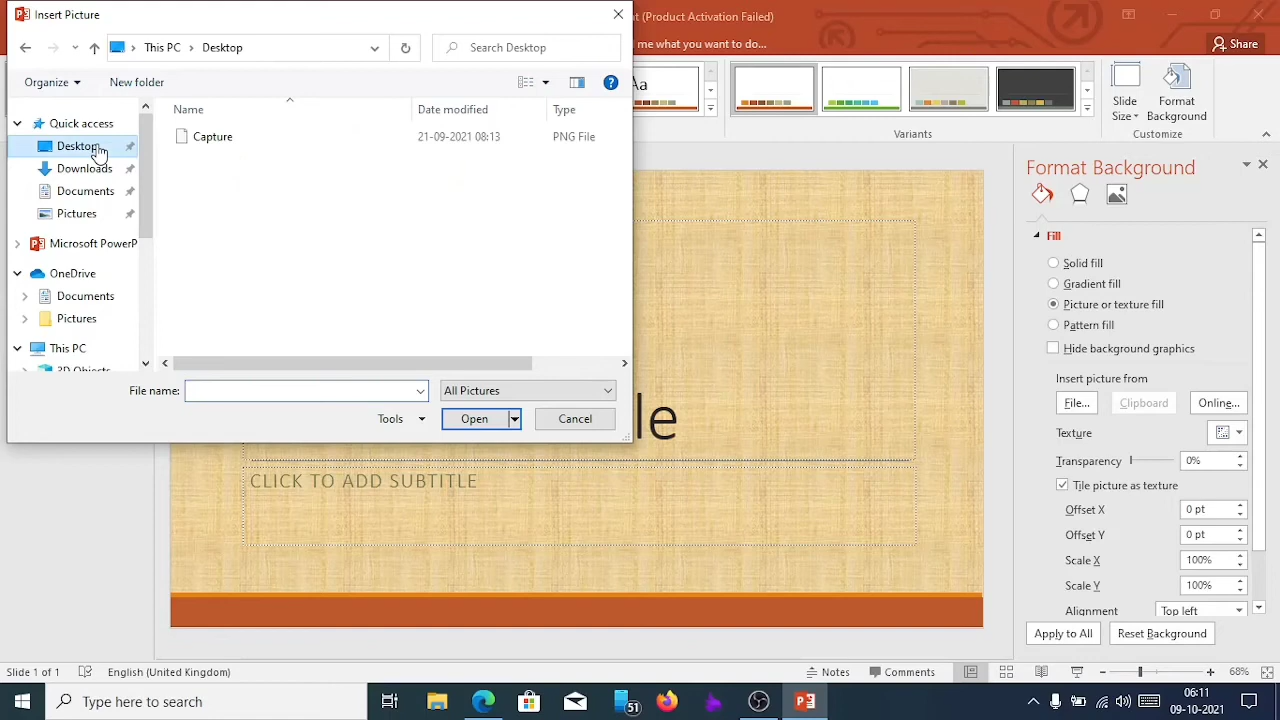 Insert Picture
t (Product Activation Failed)
This PC > Desktop
Search Desktop
me what you want to do...
Share
Organize
New folder
Name
Date modified
Type
Quick access
Desktop
Downloads
Documents
Pictures
Microsoft PowerP
OneDrive
Documents
Pictures
This PC
3D Objects
Capture
21-09-2021 08:13
PNG File
File name:
All Pictures
Tools
Open
Cancel
Aa
Variants
Slide
Size
Format
Background
Customize
Format Background
Fill
Solid fill
Gradient fill
Picture or texture fill
Pattern fill
Hide background graphics
Insert picture from
File...
Clipboard
Online...
Texture
Transparency
0%
Tile picture as texture
Offset X
0 pt
Offset Y
0 pt
Scale X
100%
Scale Y
100%
Alignment
Top left
Apply to All
Reset Background
le
CLICK TO ADD SUBTITLE
Slide 1 of 1
English (United Kingdom)
Notes
Comments
68%
Type here to search
51
06:11
09-10-2021